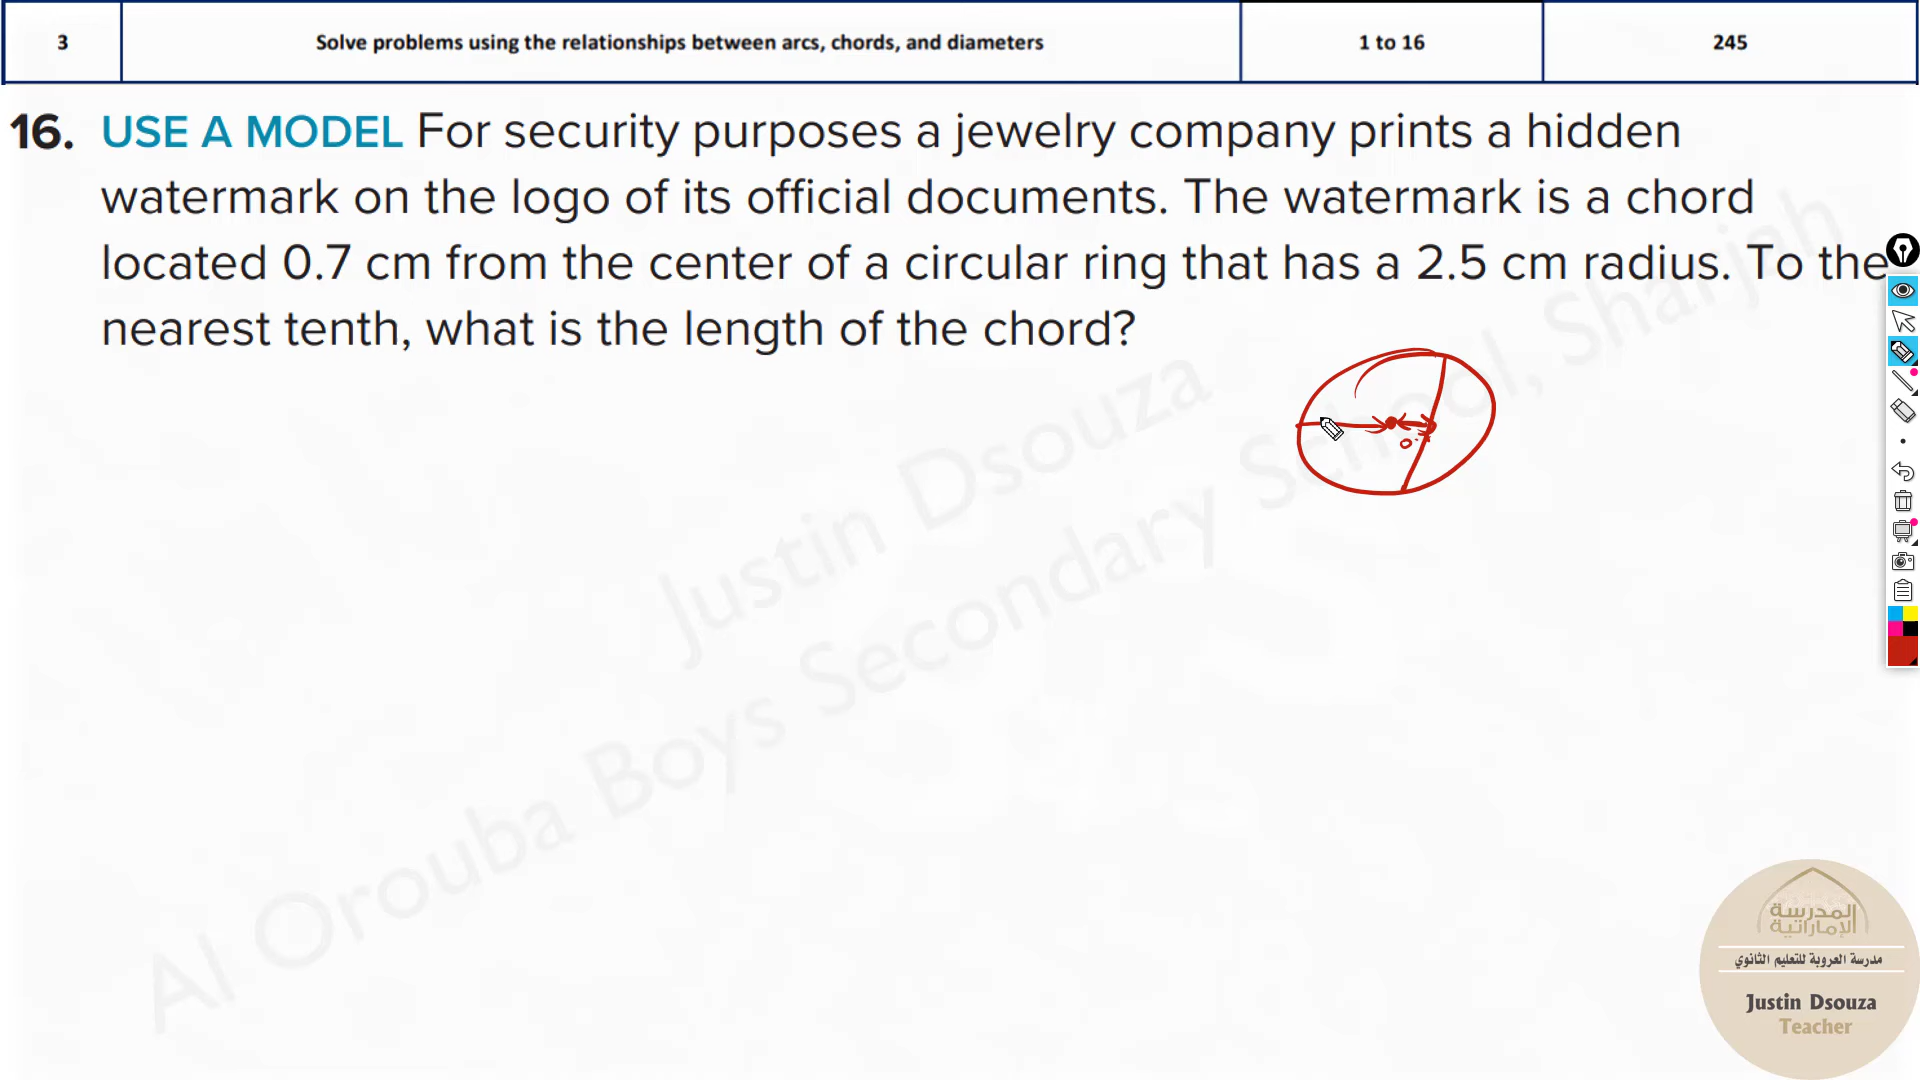 3 Solve problems using the relationships between arcs, chords, and diameters 1 to 16 245
16. USE A MODEL For security purposes a jewelry company prints a hidden
watermark on the logo of its official documents. The watermark is a chord
located 0.7 cm from the center of a circular ring that has a 2.5 cm radius. To the
nearest tenth, what is the length of the chord?
0.
Justin Dsouza
Al Orouba Boys Secondary School, Sharjah
المدرسة
الإماراتية
مدرسة العروبة للتعليم الثانوي
Justin Dsouza
Teacher